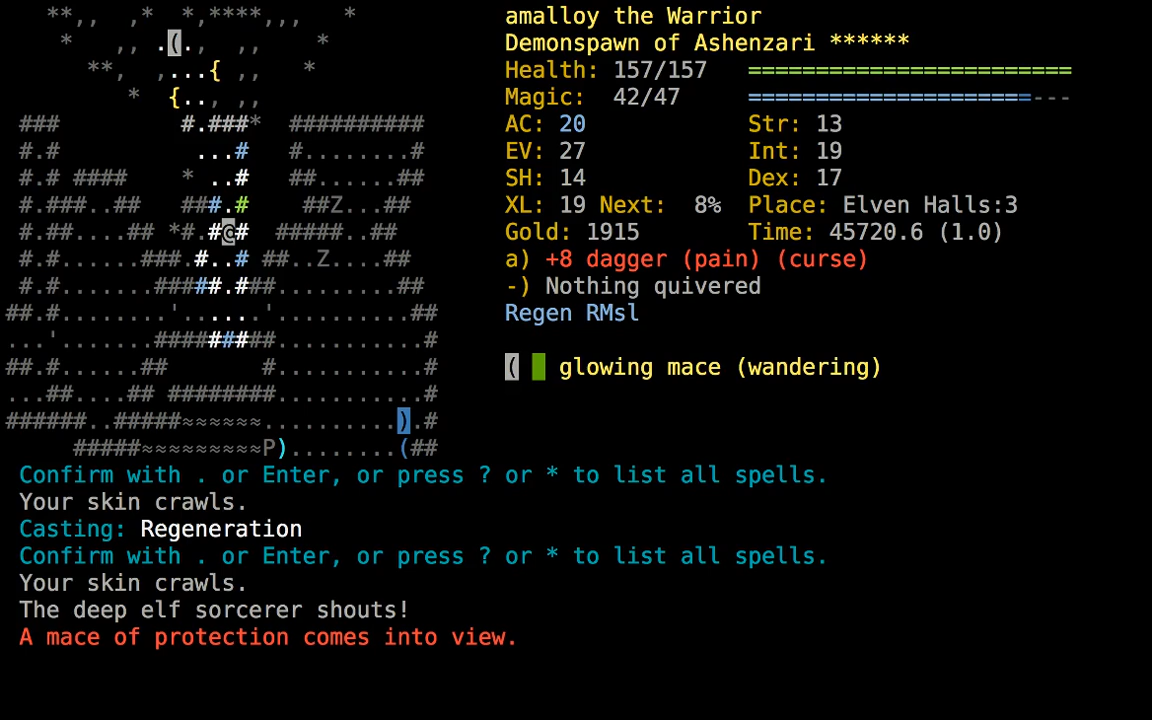 **,, ,* *,****,,, * amalloy the Warrior
* ,, .(., ,, * Demonspawn of Ashenzari ******
**, ,...{ ,, * Health: 157/157 ========================
* {.., ,, Magic: 42/47 =====================---
### #.###* ########## AC: 20 Str: 13
#.# ...# #........# EV: 27 Int: 19
#.# #### * ..# ##......## SH: 14 Dex: 17
#.###..## ###.# ##Z...## XL: 19 Next: 8% Place: Elven Halls:3
#.##....## *#.#@# #####..## Gold: 1915 Time: 45720.6 (1.0)
#.#......###.#..# ##..Z....## a) +8 dagger (pain) (curse)
#.#.......#####.### #.........## -) Nothing quivered
##.#........'.....'..........## Regen RMsl
...'.......#########...........#
##.#......## #...........# ( glowing mace (wandering)
...##....## ########...........#
######..#####≈≈≈≈≈≈..........).#
#####≈≈≈≈≈≈≈≈≈P)........(##
Confirm with . or Enter, or press ? or * to list all spells.
Your skin crawls.
Casting: Regeneration
Confirm with . or Enter, or press ? or * to list all spells.
Your skin crawls.
The deep elf sorcerer shouts!
A mace of protection comes into view.